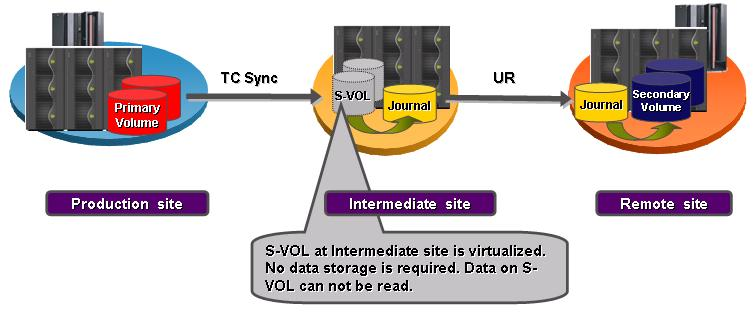 TC Sync
UR
Primary
Volume
S-VOL
Journal
Journal
Secondary
Volume
Production site
Intermediate site
Remote site
S-VOL at Intermediate site is virtualized.
No data storage is required. Data on S-
VOL can not be read.